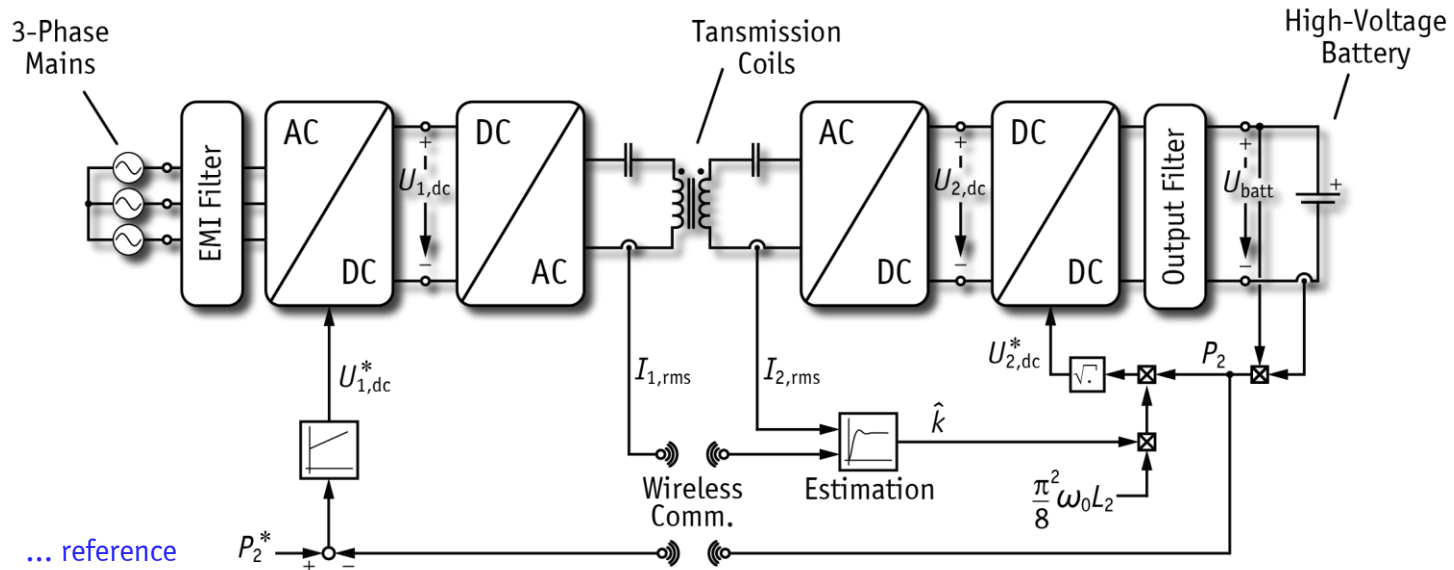 3-Phase
Mains
Transmission
Coils
High-Voltage
Battery
EMI Filter
AC
DC
U1,dc
+
−
DC
AC
AC
DC
U2,dc
+
−
DC
DC
Output Filter
Ubatt
+
−
+
U*1,dc
I1,rms
I2,rms
U*2,dc
√.
P2
k̂
Wireless
Comm.
Estimation
π²/8 ω0L2
... reference
P2*
+
−